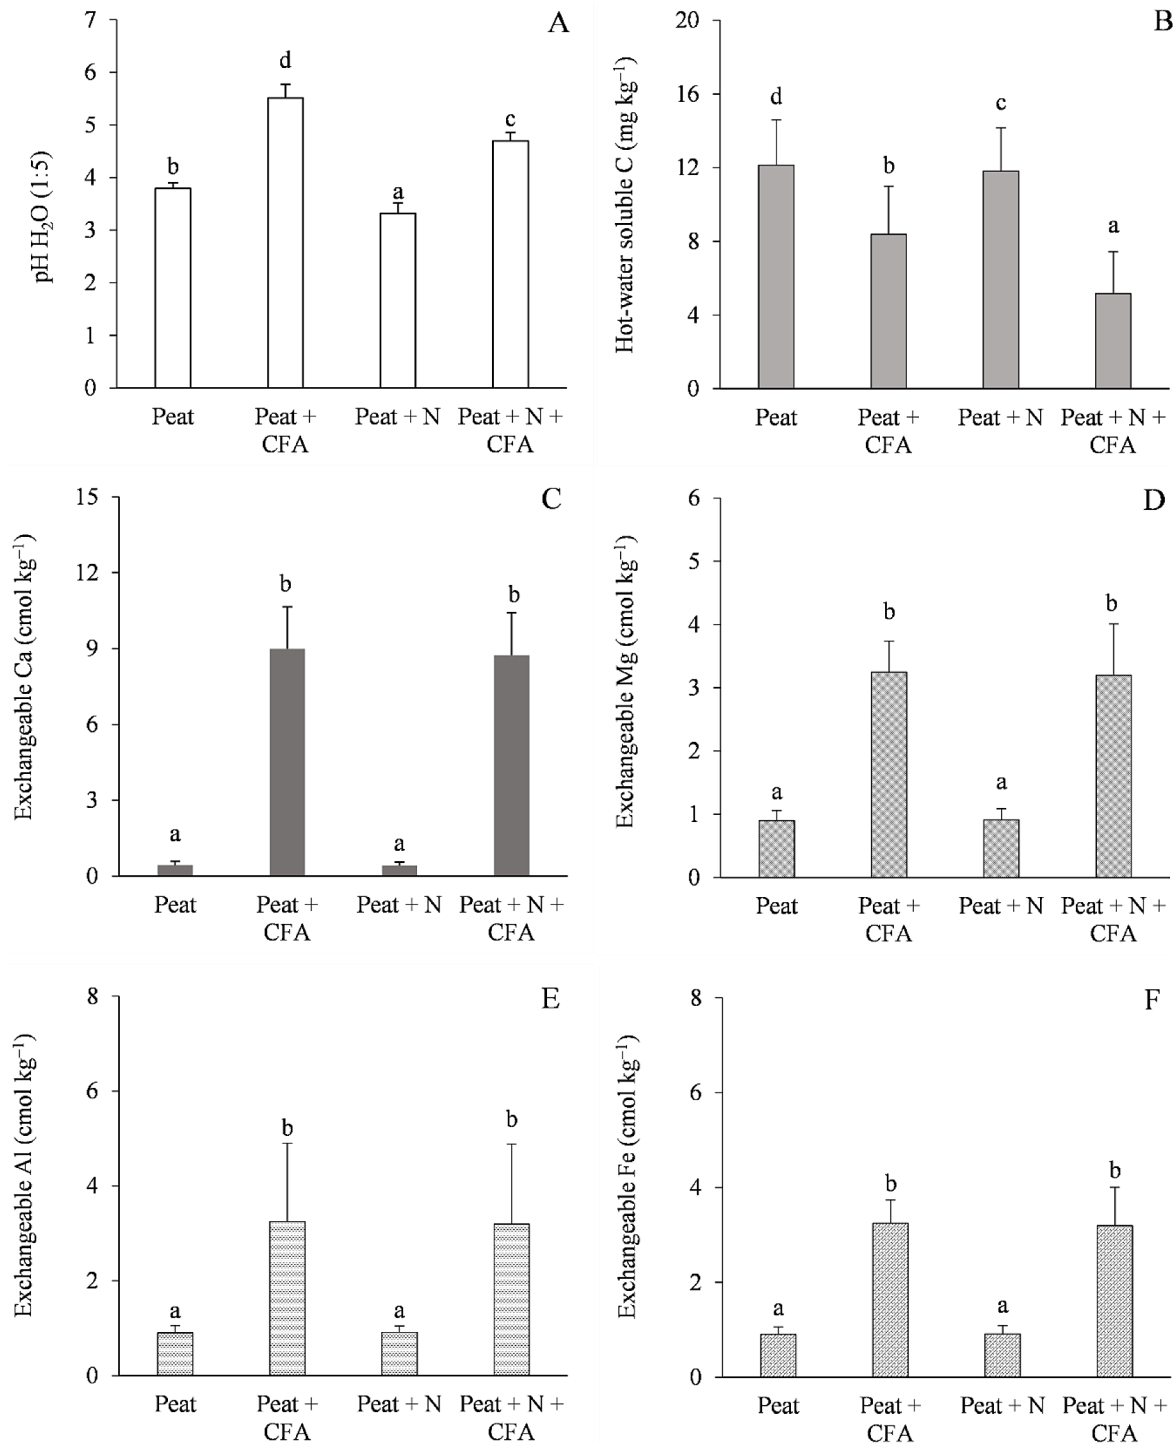 A
pH H₂O (1:5)
7
6
5
4
3
2
1
0
b
d
a
c
Peat
Peat +
CFA
Peat + N
Peat + N +
CFA
B
Hot-water soluble C (mg kg⁻¹)
20
16
12
8
4
0
d
b
c
a
Peat
Peat +
CFA
Peat + N
Peat + N +
CFA
C
Exchangeable Ca (cmol kg⁻¹)
15
12
9
6
3
0
a
b
a
b
Peat
Peat +
CFA
Peat + N
Peat + N +
CFA
D
Exchangeable Mg (cmol kg⁻¹)
6
5
4
3
2
1
0
a
b
a
b
Peat
Peat +
CFA
Peat + N
Peat + N +
CFA
E
Exchangeable Al (cmol kg⁻¹)
8
6
4
2
0
a
b
a
b
Peat
Peat +
CFA
Peat + N
Peat + N +
CFA
F
Exchangeable Fe (cmol kg⁻¹)
8
6
4
2
0
a
b
a
b
Peat
Peat +
CFA
Peat + N
Peat + N +
CFA